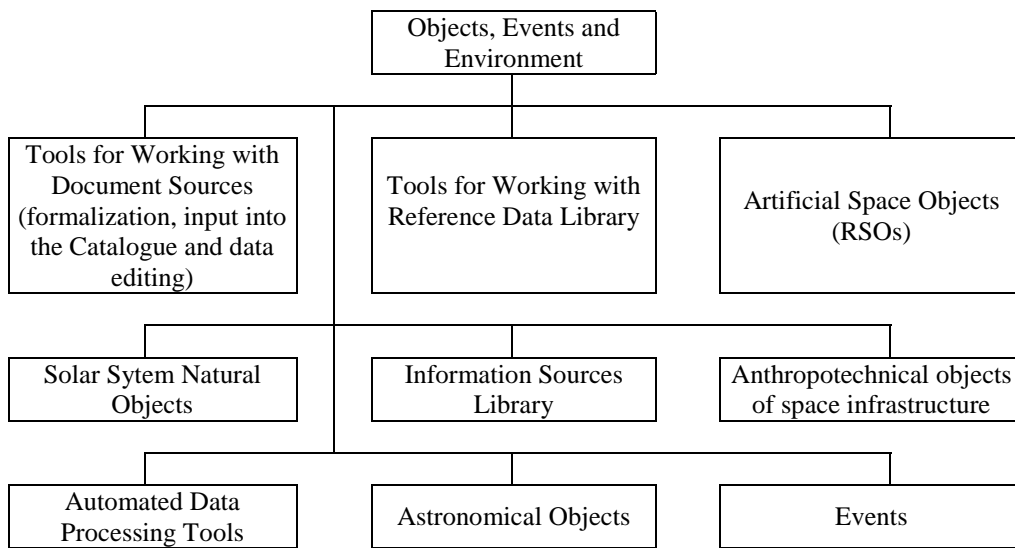 Objects, Events and
Environment
Tools for Working with
Document Sources
(formalization, input into
the Catalogue and data
editing)
Tools for Working with
Reference Data Library
Artificial Space Objects
(RSOs)
Solar Sytem Natural
Objects
Information Sources
Library
Anthropotechnical objects
of space infrastructure
Automated Data
Processing Tools
Astronomical Objects
Events